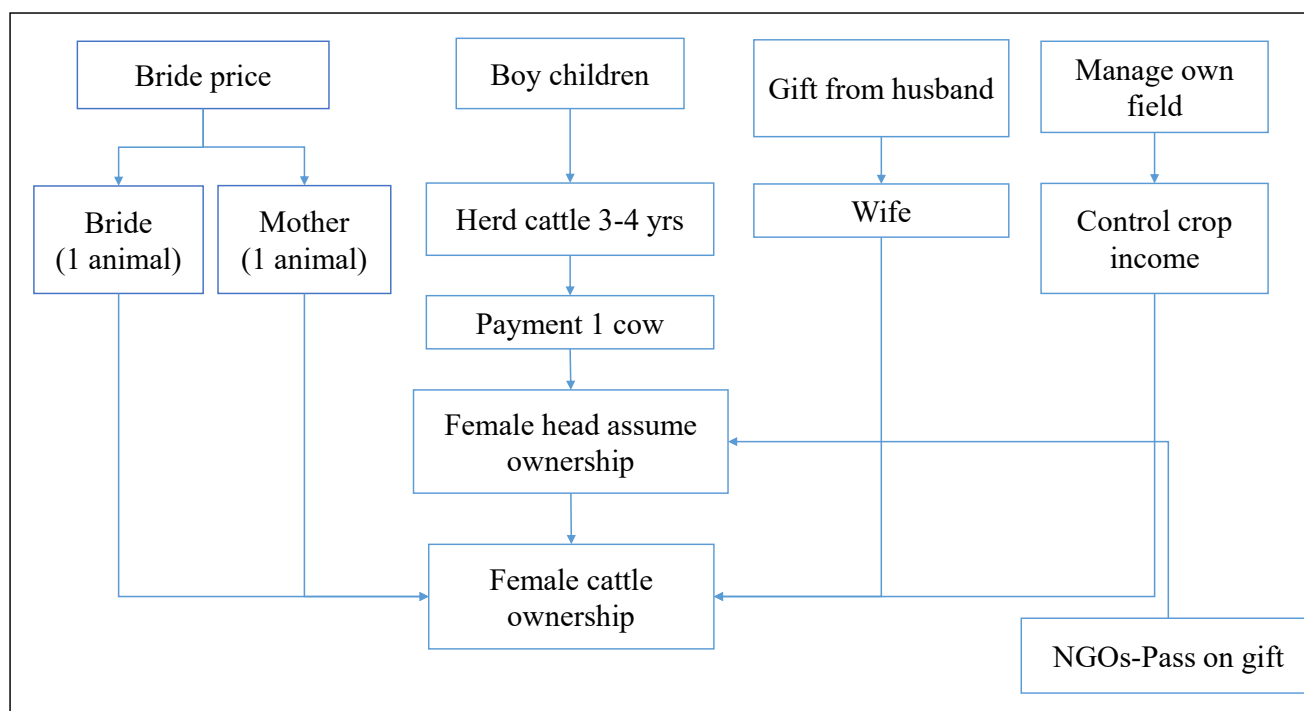 Bride price
Boy children
Gift from husband
Manage own
field
Bride
(1 animal)
Mother
(1 animal)
Herd cattle 3-4 yrs
Wife
Control crop
income
Payment 1 cow
Female head assume
ownership
Female cattle
ownership
NGOs-Pass on gift